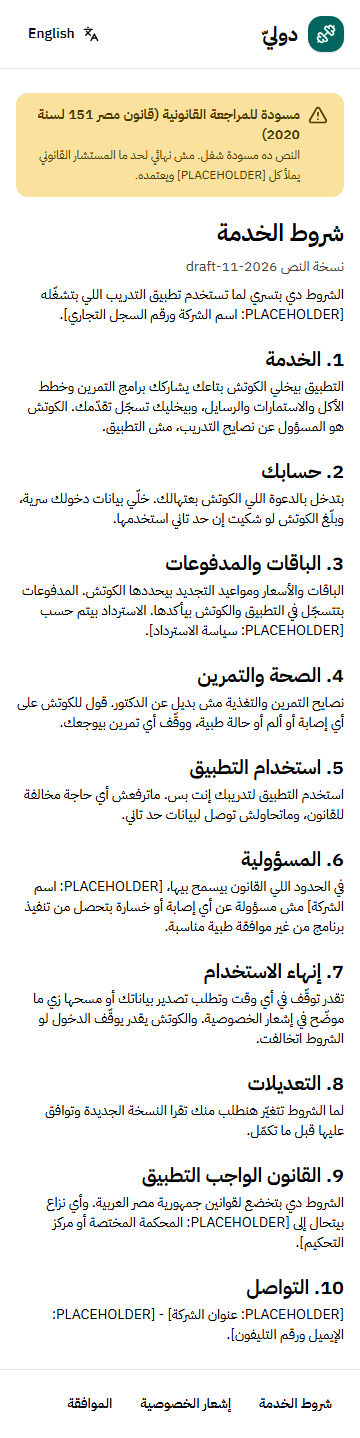 دوليّ
English
مسودة للمراجعة القانونية (قانون مصر 151 لسنة
2020)
النص ده مسودة شغل. مش نهائي لحد ما المستشار القانوني
يملأ كل [PLACEHOLDER] ويعتمده.
شروط الخدمة
نسخة النص draft-11-2026
الشروط دي بتسري لما تستخدم تطبيق التدريب اللي بتشغّله
[PLACEHOLDER: اسم الشركة ورقم السجل التجاري].
1. الخدمة
التطبيق بيخلي الكوتش بتاعك يشاركك برامج التمرين وخطط
الأكل والاستمارات والرسايل، وبيخليك تسجّل تقدّمك. الكوتش
هو المسؤول عن نصايح التدريب، مش التطبيق.
2. حسابك
بتدخل بالدعوة اللي الكوتش بعتهالك. خلّي بيانات دخولك سرية،
وبلّغ الكوتش لو شكيت إن حد تاني استخدمها.
3. الباقات والمدفوعات
الباقات والأسعار ومواعيد التجديد بيحددها الكوتش. المدفوعات
بتتسجّل في التطبيق والكوتش بيأكدها. الاسترداد بيتم حسب
[PLACEHOLDER: سياسة الاسترداد].
4. الصحة والتمرين
نصايح التمرين والتغذية مش بديل عن الدكتور. قول للكوتش على
أي إصابة أو ألم أو حالة طبية، ووقّف أي تمرين بيوجعك.
5. استخدام التطبيق
استخدم التطبيق لتدريبك إنت بس. ماترفعش أي حاجة مخالفة
للقانون، وماتحاولش توصل لبيانات حد تاني.
6. المسؤولية
في الحدود اللي القانون بيسمح بيها، [PLACEHOLDER: اسم
الشركة] مش مسؤولة عن أي إصابة أو خسارة بتحصل من تنفيذ
برنامج من غير موافقة طبية مناسبة.
7. إنهاء الاستخدام
تقدر توقّف في أي وقت وتطلب تصدير بياناتك أو مسحها زي ما
موضّح في إشعار الخصوصية. والكوتش يقدر يوقّف الدخول لو
الشروط اتخالفت.
8. التعديلات
لما الشروط تتغيّر هنطلب منك تقرا النسخة الجديدة وتوافق
عليها قبل ما تكمّل.
9. القانون الواجب التطبيق
الشروط دي بتخضع لقوانين جمهورية مصر العربية. وأي نزاع
بيتحال إلى [PLACEHOLDER: المحكمة المختصة أو مركز
التحكيم].
10. التواصل
[PLACEHOLDER: عنوان الشركة] - [PLACEHOLDER:
الإيميل ورقم التليفون].
شروط الخدمة
إشعار الخصوصية
الموافقة